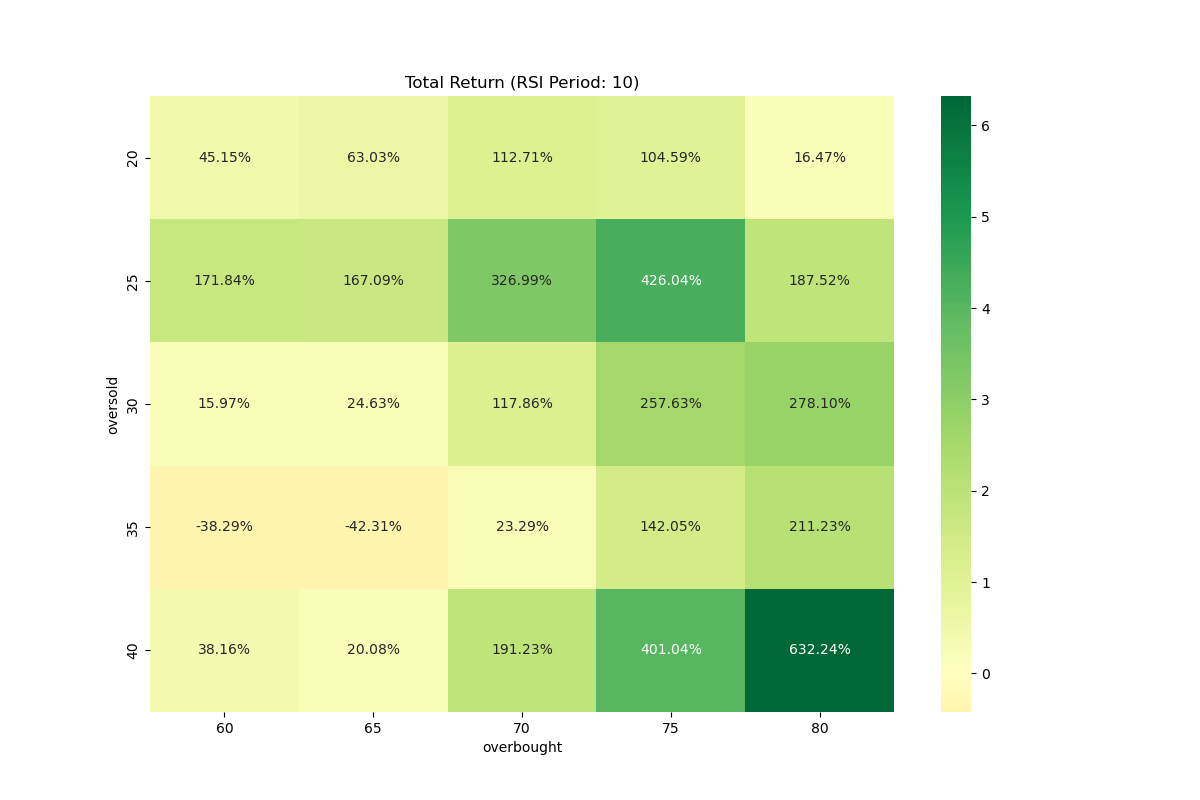 Total Return (RSI Period: 10)
20 45.15% 63.03% 112.71% 104.59% 16.47%
25 171.84% 167.09% 326.99% 426.04% 187.52%
30 15.97% 24.63% 117.86% 257.63% 278.10%
35 -38.29% -42.31% 23.29% 142.05% 211.23%
40 38.16% 20.08% 191.23% 401.04% 632.24%
oversold
60 65 70 75 80
overbought
6
5
4
3
2
1
0